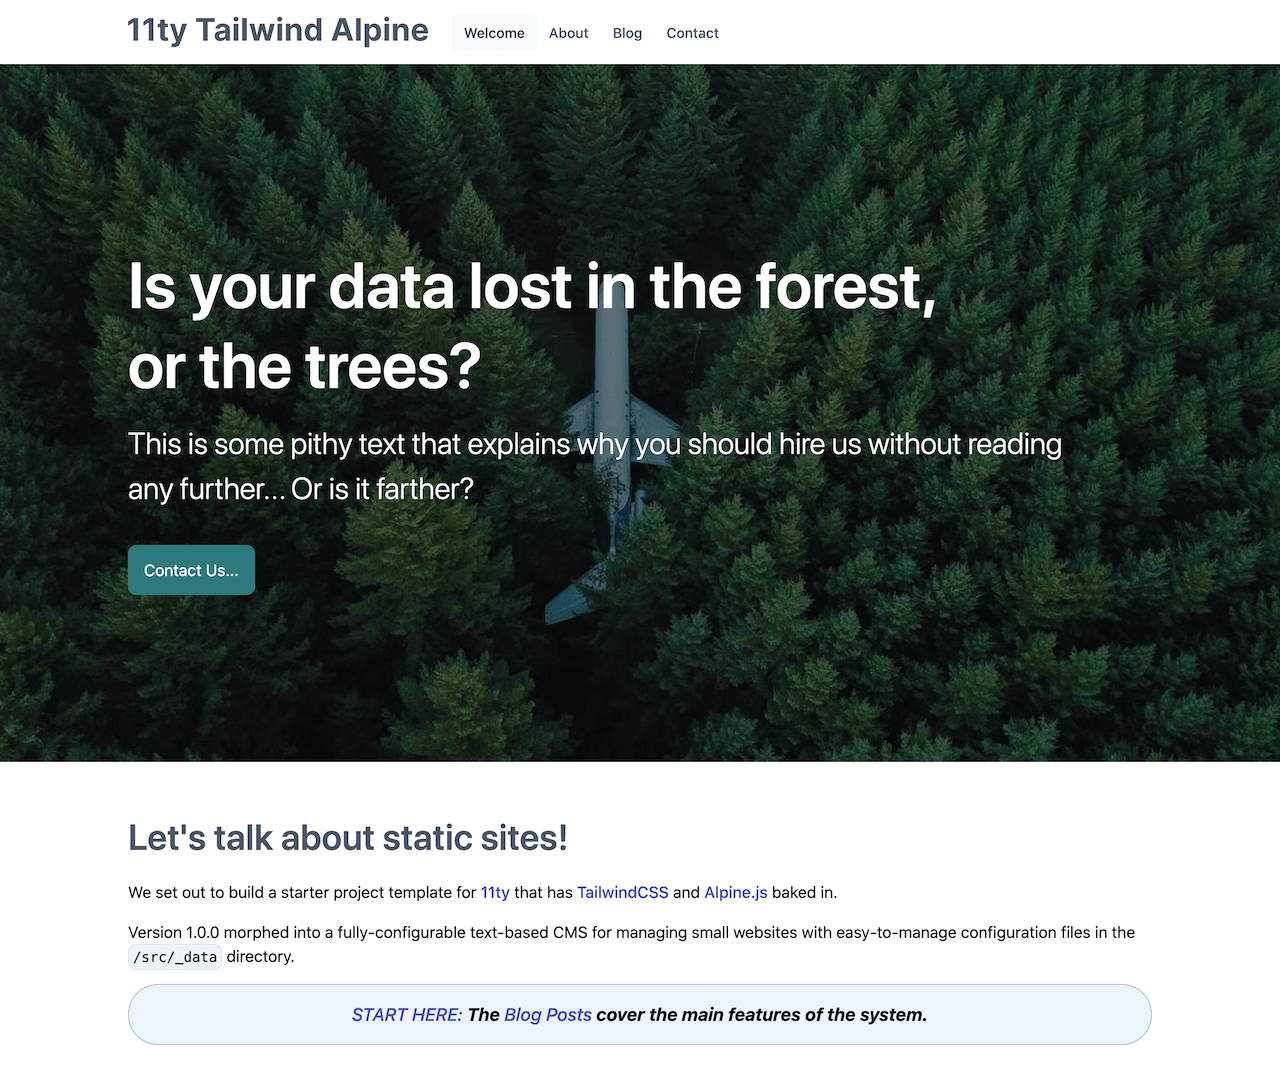 11ty Tailwind Alpine
Welcome
About
Blog
Contact
Is your data lost in the forest,
or the trees?
This is some pithy text that explains why you should hire us without reading
any further... Or is it farther?
Contact Us...
Let's talk about static sites!
We set out to build a starter project template for 11ty that has TailwindCSS and Alpine.js baked in.
Version 1.0.0 morphed into a fully-configurable text-based CMS for managing small websites with easy-to-manage configuration files in the
/src/_data directory.
START HERE: The Blog Posts cover the main features of the system.